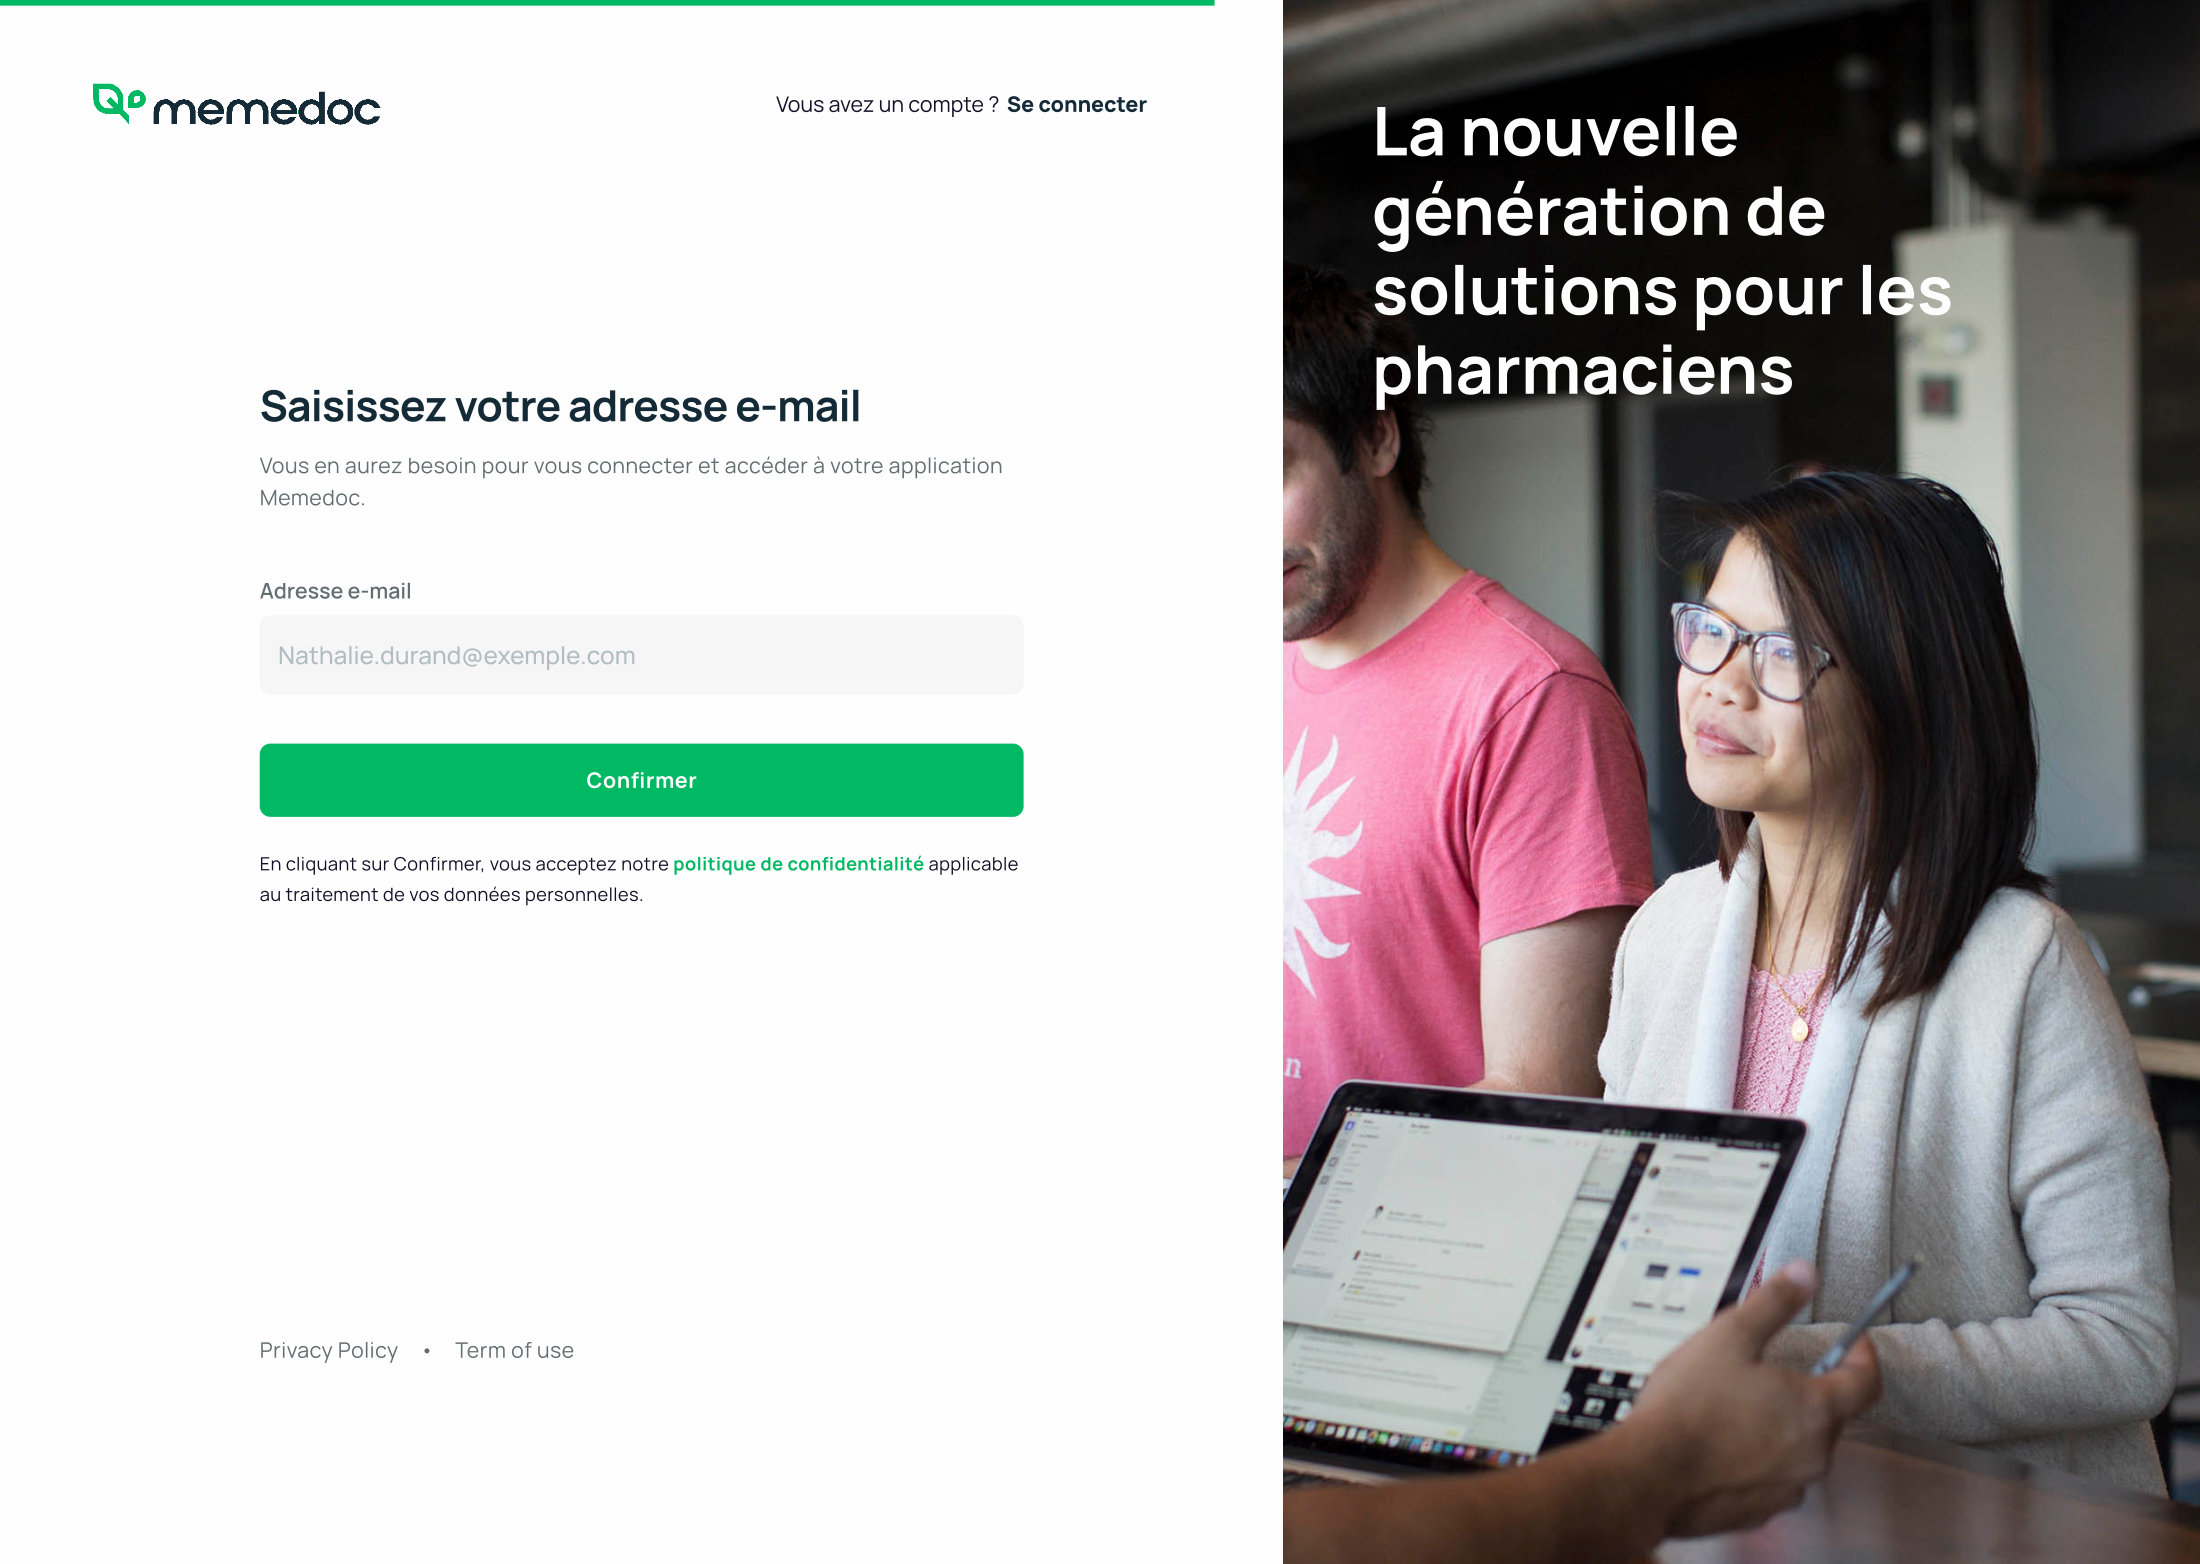 memedoc
Vous avez un compte ? Se connecter
Saisissez votre adresse e-mail
Vous en aurez besoin pour vous connecter et accéder à votre application
Memedoc.
Adresse e-mail
Nathalie.durand@exemple.com
Confirmer
En cliquant sur Confirmer, vous acceptez notre politique de confidentialité applicable
au traitement de vos données personnelles.
Privacy Policy • Term of use
La nouvelle
génération de
solutions pour les
pharmaciens
n